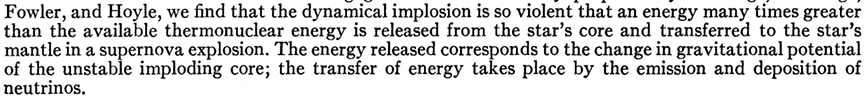 Fowler, and Hoyle, we find that the dynamical implosion is so violent that an energy many times greater
than the available thermonuclear energy is released from the star's core and transferred to the star's
mantle in a supernova explosion. The energy released corresponds to the change in gravitational potential
of the unstable imploding core; the transfer of energy takes place by the emission and deposition of
neutrinos.